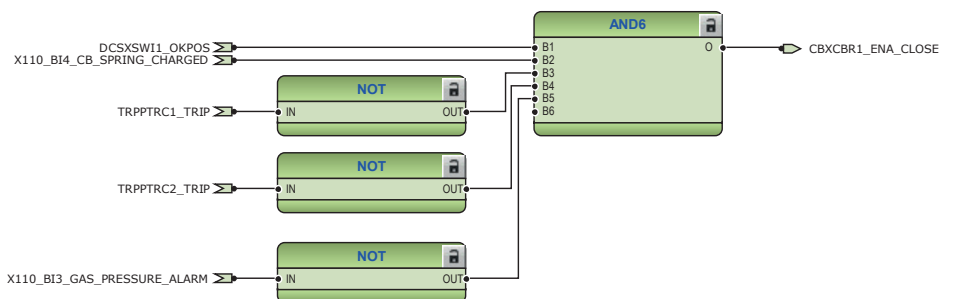 AND6
DCSXSWI1_OKPOS B1 O CBXCBR1_ENA_CLOSE
X110_BI4_CB_SPRING_CHARGED B2
B3
NOT B4
B5
TRPPTRC1_TRIP IN OUT B6
NOT
TRPPTRC2_TRIP IN OUT
NOT
X110_BI3_GAS_PRESSURE_ALARM IN OUT